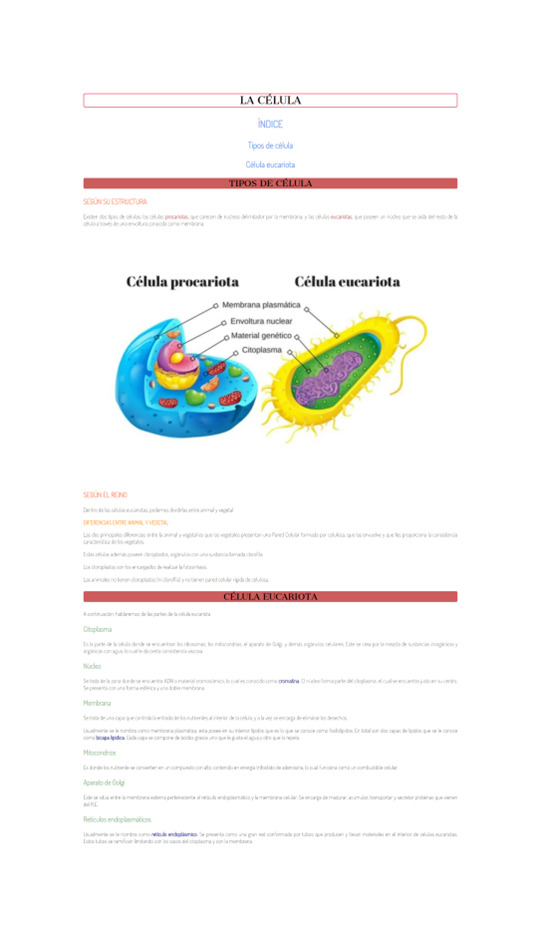 LA CÉLULA
ÍNDICE
Tipos de célula
Célula eucariota
TIPOS DE CÉLULA
SEGÚN SU ESTRUCTURA
Existen dos tipos de células: las células procariotas, que carecen de núcleo delimitador por la membrana, y las células eucariotas, que poseen un núcleo que se aísla del resto de la
célula a través de una envoltura conocida como membrana.
Célula procariota Célula eucariota
Membrana plasmática
Envoltura nuclear
Material genético
Citoplasma
SEGÚN EL REINO
Dentro de las células eucariotas, podemos dividirlas entre animal y vegetal
DIFERENCIAS ENTRE ANIMAL Y VEGETAL
Las dos principales diferencias entre la animal y vegetal es que las vegetales presentan una Pared Celular formada por celulosa, que las envuelve y que les proporciona la consistencia
característica de los vegetales.
Estas células además poseen cloroplastos, orgánulos con una sustancia llamada clorofila.
Los cloroplastos son los encargados de realizar la fotosíntesis.
Las animales no tienen cloroplastos (ni clorofila) y no tienen pared celular rígida de celulosa.
CÉLULA EUCARIOTA
A continuación, hablaremos de las partes de la célula eucariota
Citoplasma
Es la parte de la célula donde se encuentran los ribosomas, las mitocondrias, el aparato de Golgi, y demás orgánulos celulares. Este se crea por la mezcla de sustancias inorgánicas y
orgánicas con agua, lo cual le da cierta consistencia viscosa.
Núcleo
Se trata de la zona donde se encuentra ADN o material cromosómico, lo cual es conocido como cromatina. El núcleo forma parte del citoplasma, el cual se encuentra justo en su centro.
Se presenta con una forma esférica y una doble membrana.
Membrana
Se trata de una capa que controla la entrada de los nutrientes al interior de la célula, y a la vez se encarga de eliminar los desechos.
Usualmente se le nombra como membrana plasmática, esta posee en su interior lípidos que es lo que se conoce como fosfolípidos. En total son dos capas de lípidos que se le conoce
como bicapa lipídica. Cada capa se compone de ácidos grasos uno que le gusta el agua y otro que la repela.
Mitocondrias
Es donde los nutriente se convierten en un compuesto con alto contenido en energía trifosfato de adenosina, lo cual funciona como un combustible celular.
Aparato de Golgi
Este se sitúa entre la membrana externa perteneciente al retículo endoplasmático y la membrana celular. Se encarga de madurar, acumular, transportar y secretar proteínas que vienen
del R.E.
Retículos endoplasmáticos
Usualmente se le nombra como retículo endoplásmico. Se presenta como una gran red conformada por tubos que producen y llevan materiales en el interior de células eucariotas.
Estos tubos se ramifican limitando con los sacos del citoplasma y con la membrana.